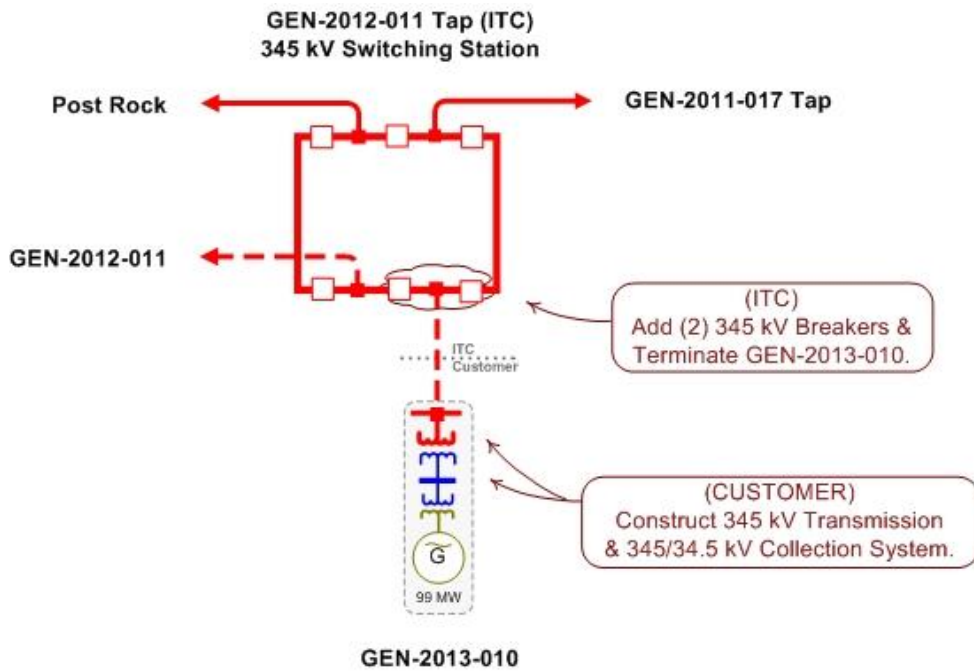 GEN-2012-011 Tap (ITC)
345 kV Switching Station
Post Rock
GEN-2011-017 Tap
GEN-2012-011
(ITC)
Add (2) 345 kV Breakers &
Terminate GEN-2013-010.
ITC
Customer
(CUSTOMER)
Construct 345 kV Transmission
& 345/34.5 kV Collection System.
G
99 MW
GEN-2013-010